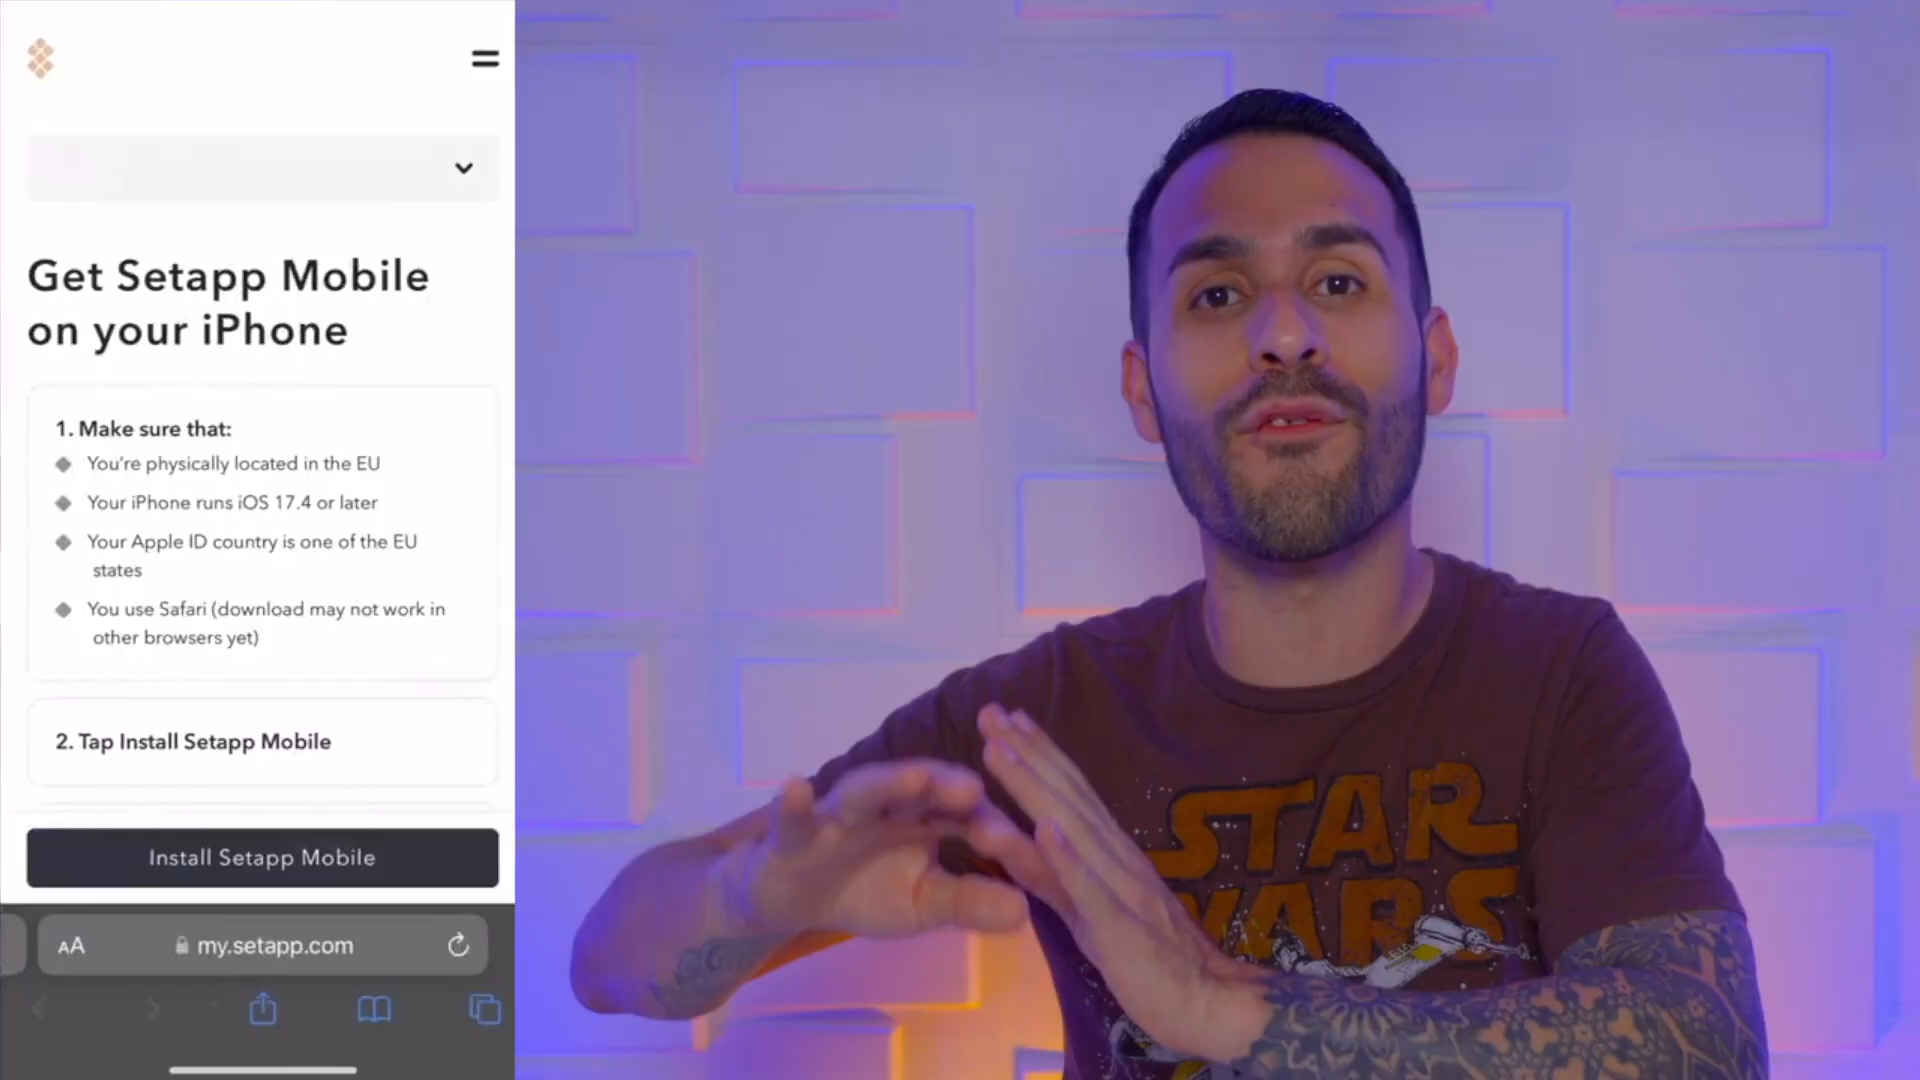 Get Setapp Mobile
on your iPhone
1. Make sure that:
You're physically located in the EU
Your iPhone runs iOS 17.4 or later
Your Apple ID country is one of the EU
states
You use Safari (download may not work in
other browsers yet)
2. Tap Install Setapp Mobile
Install Setapp Mobile
AA
my.setapp.com
STAR
WARS